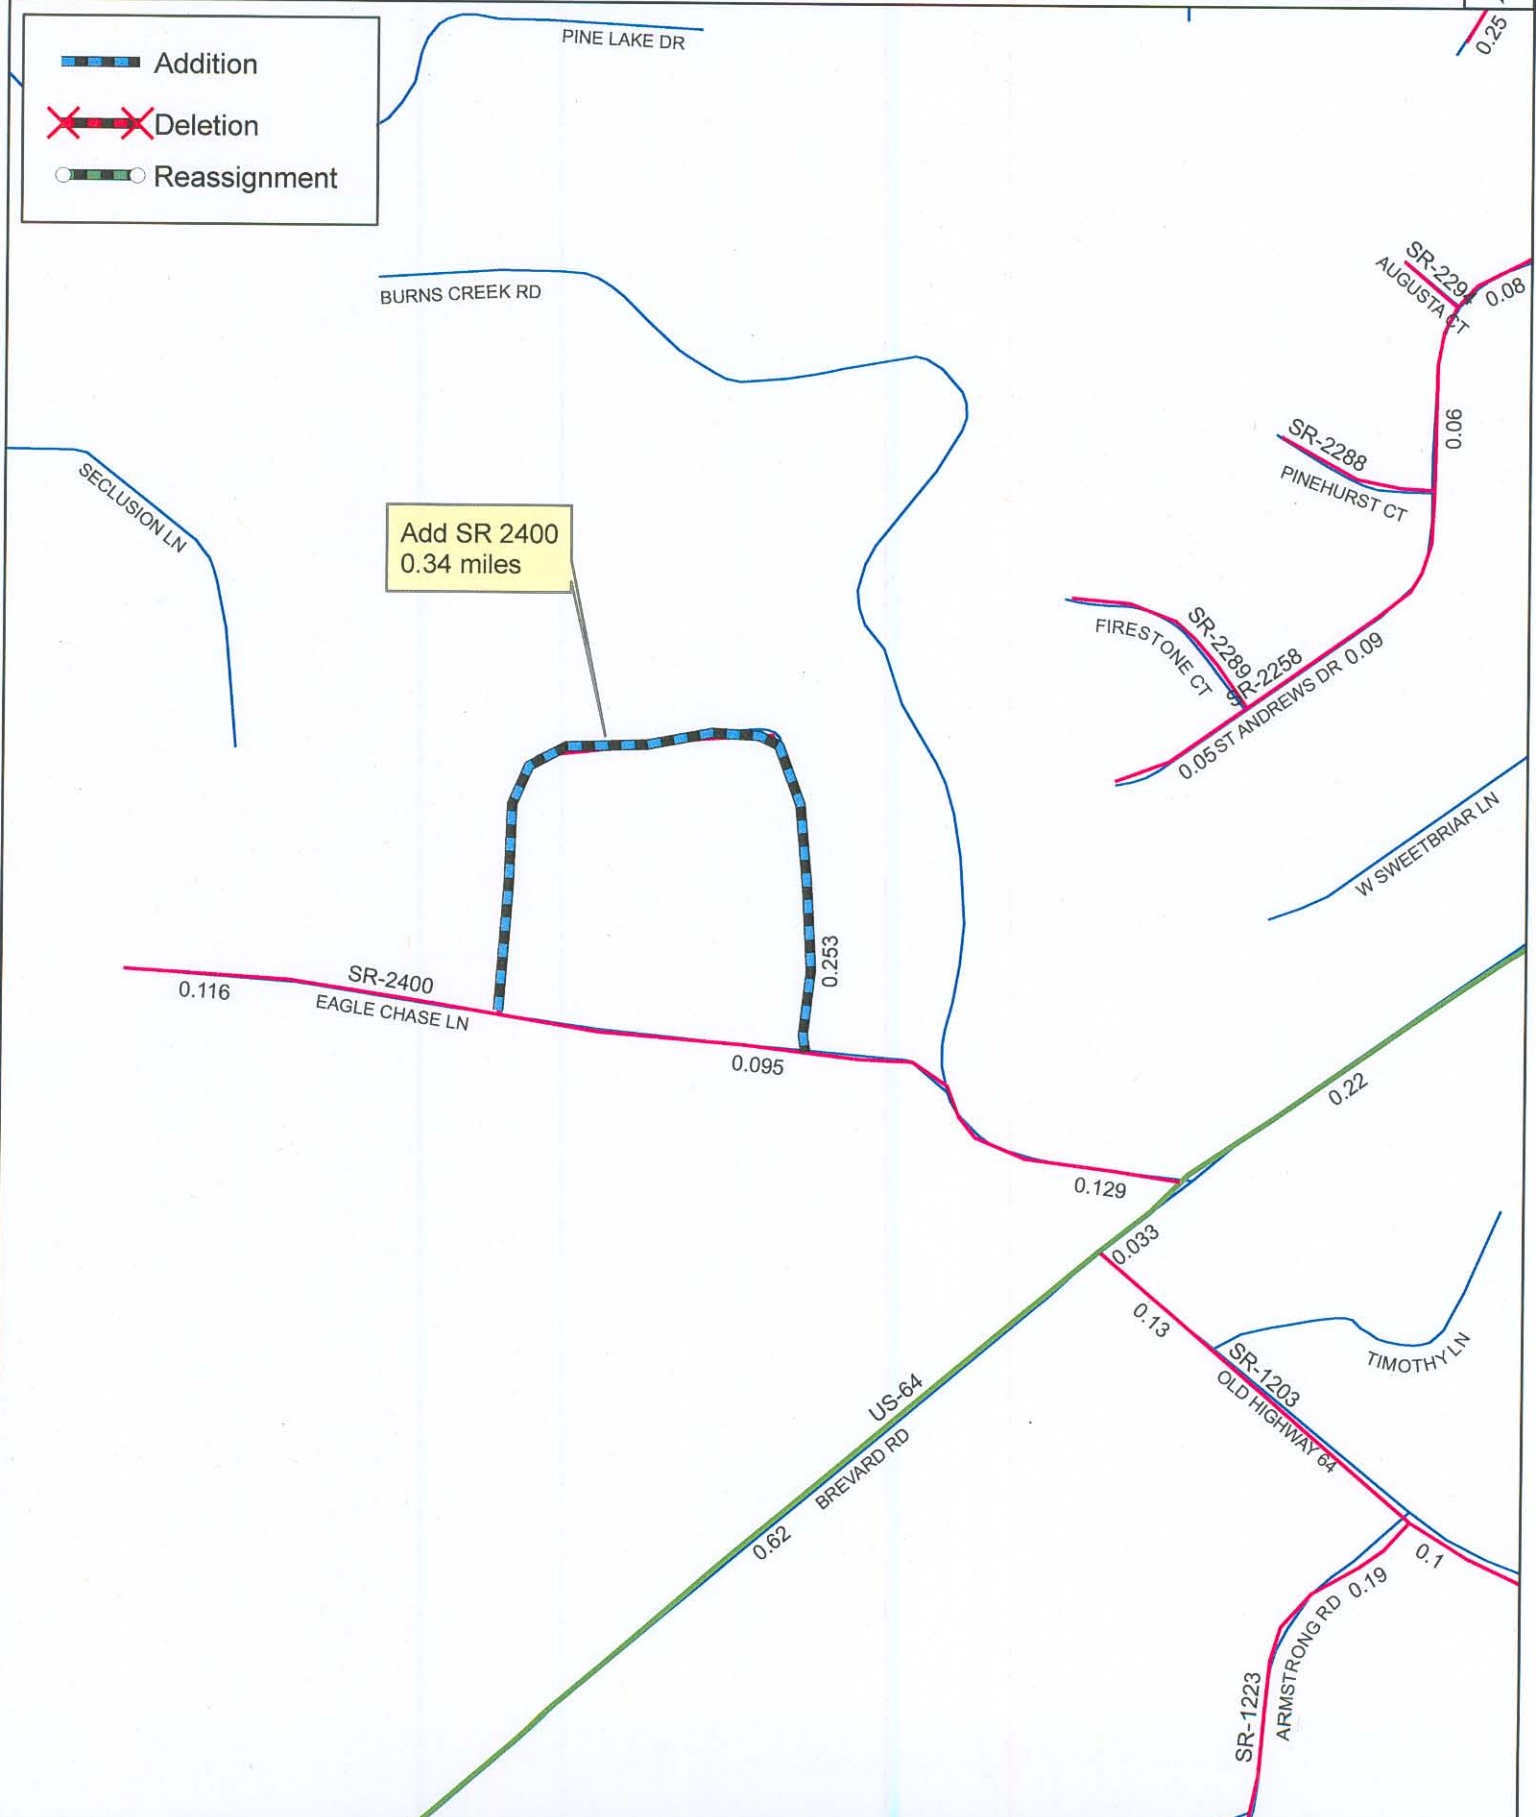 Addition
Deletion
Reassignment
PINE LAKE DR
0.25
BURNS CREEK RD
SR-2294
AUGUSTA CT
0.08
0.06
SR-2288
PINEHURST CT
SECLUSION LN
Add SR 2400
0.34 miles
SR-2289
FIRESTONE CT
SR-2258
0.05 ST ANDREWS DR 0.09
W SWEETBRIAR LN
0.253
SR-2400
0.116
EAGLE CHASE LN
0.095
0.22
0.129
0.033
0.13
TIMOTHY LN
SR-1203
OLD HIGHWAY 64
US-64
BREVARD RD
0.62
0.1
0.19
ARMSTRONG RD
SR-1223